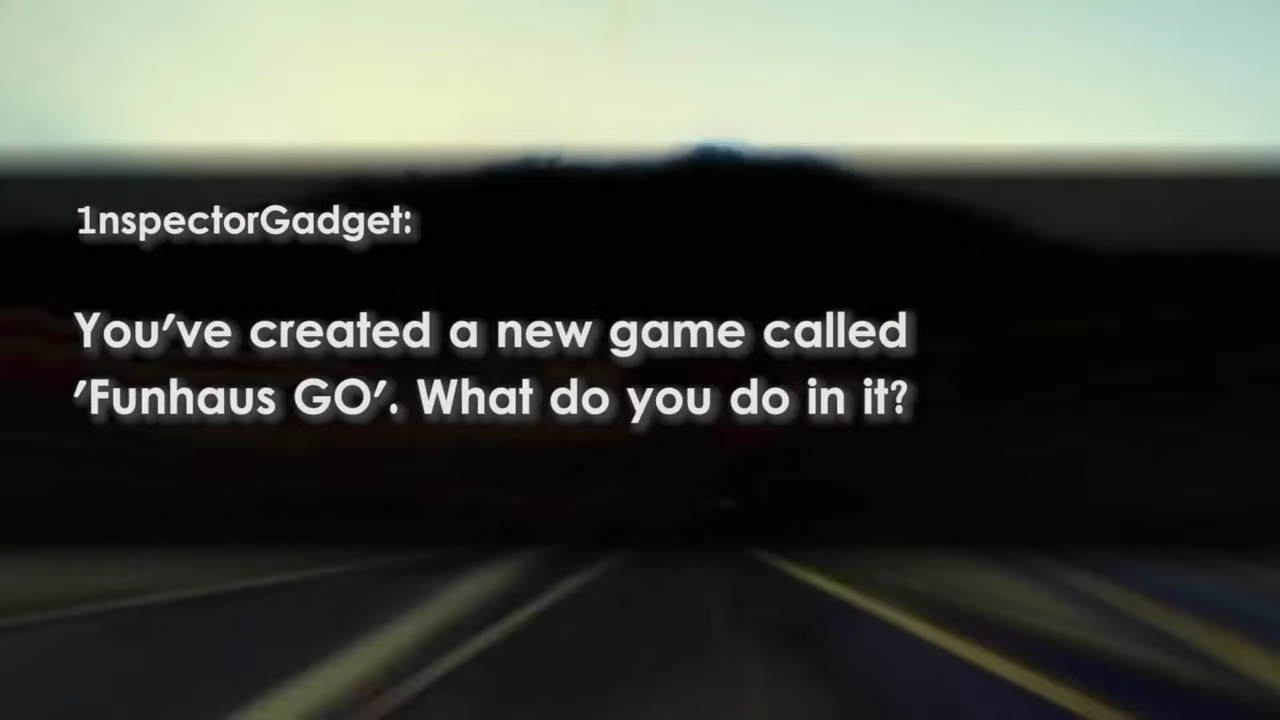 1nspectorGadget:
You've created a new game called
'Funhaus GO'. What do you do in it?